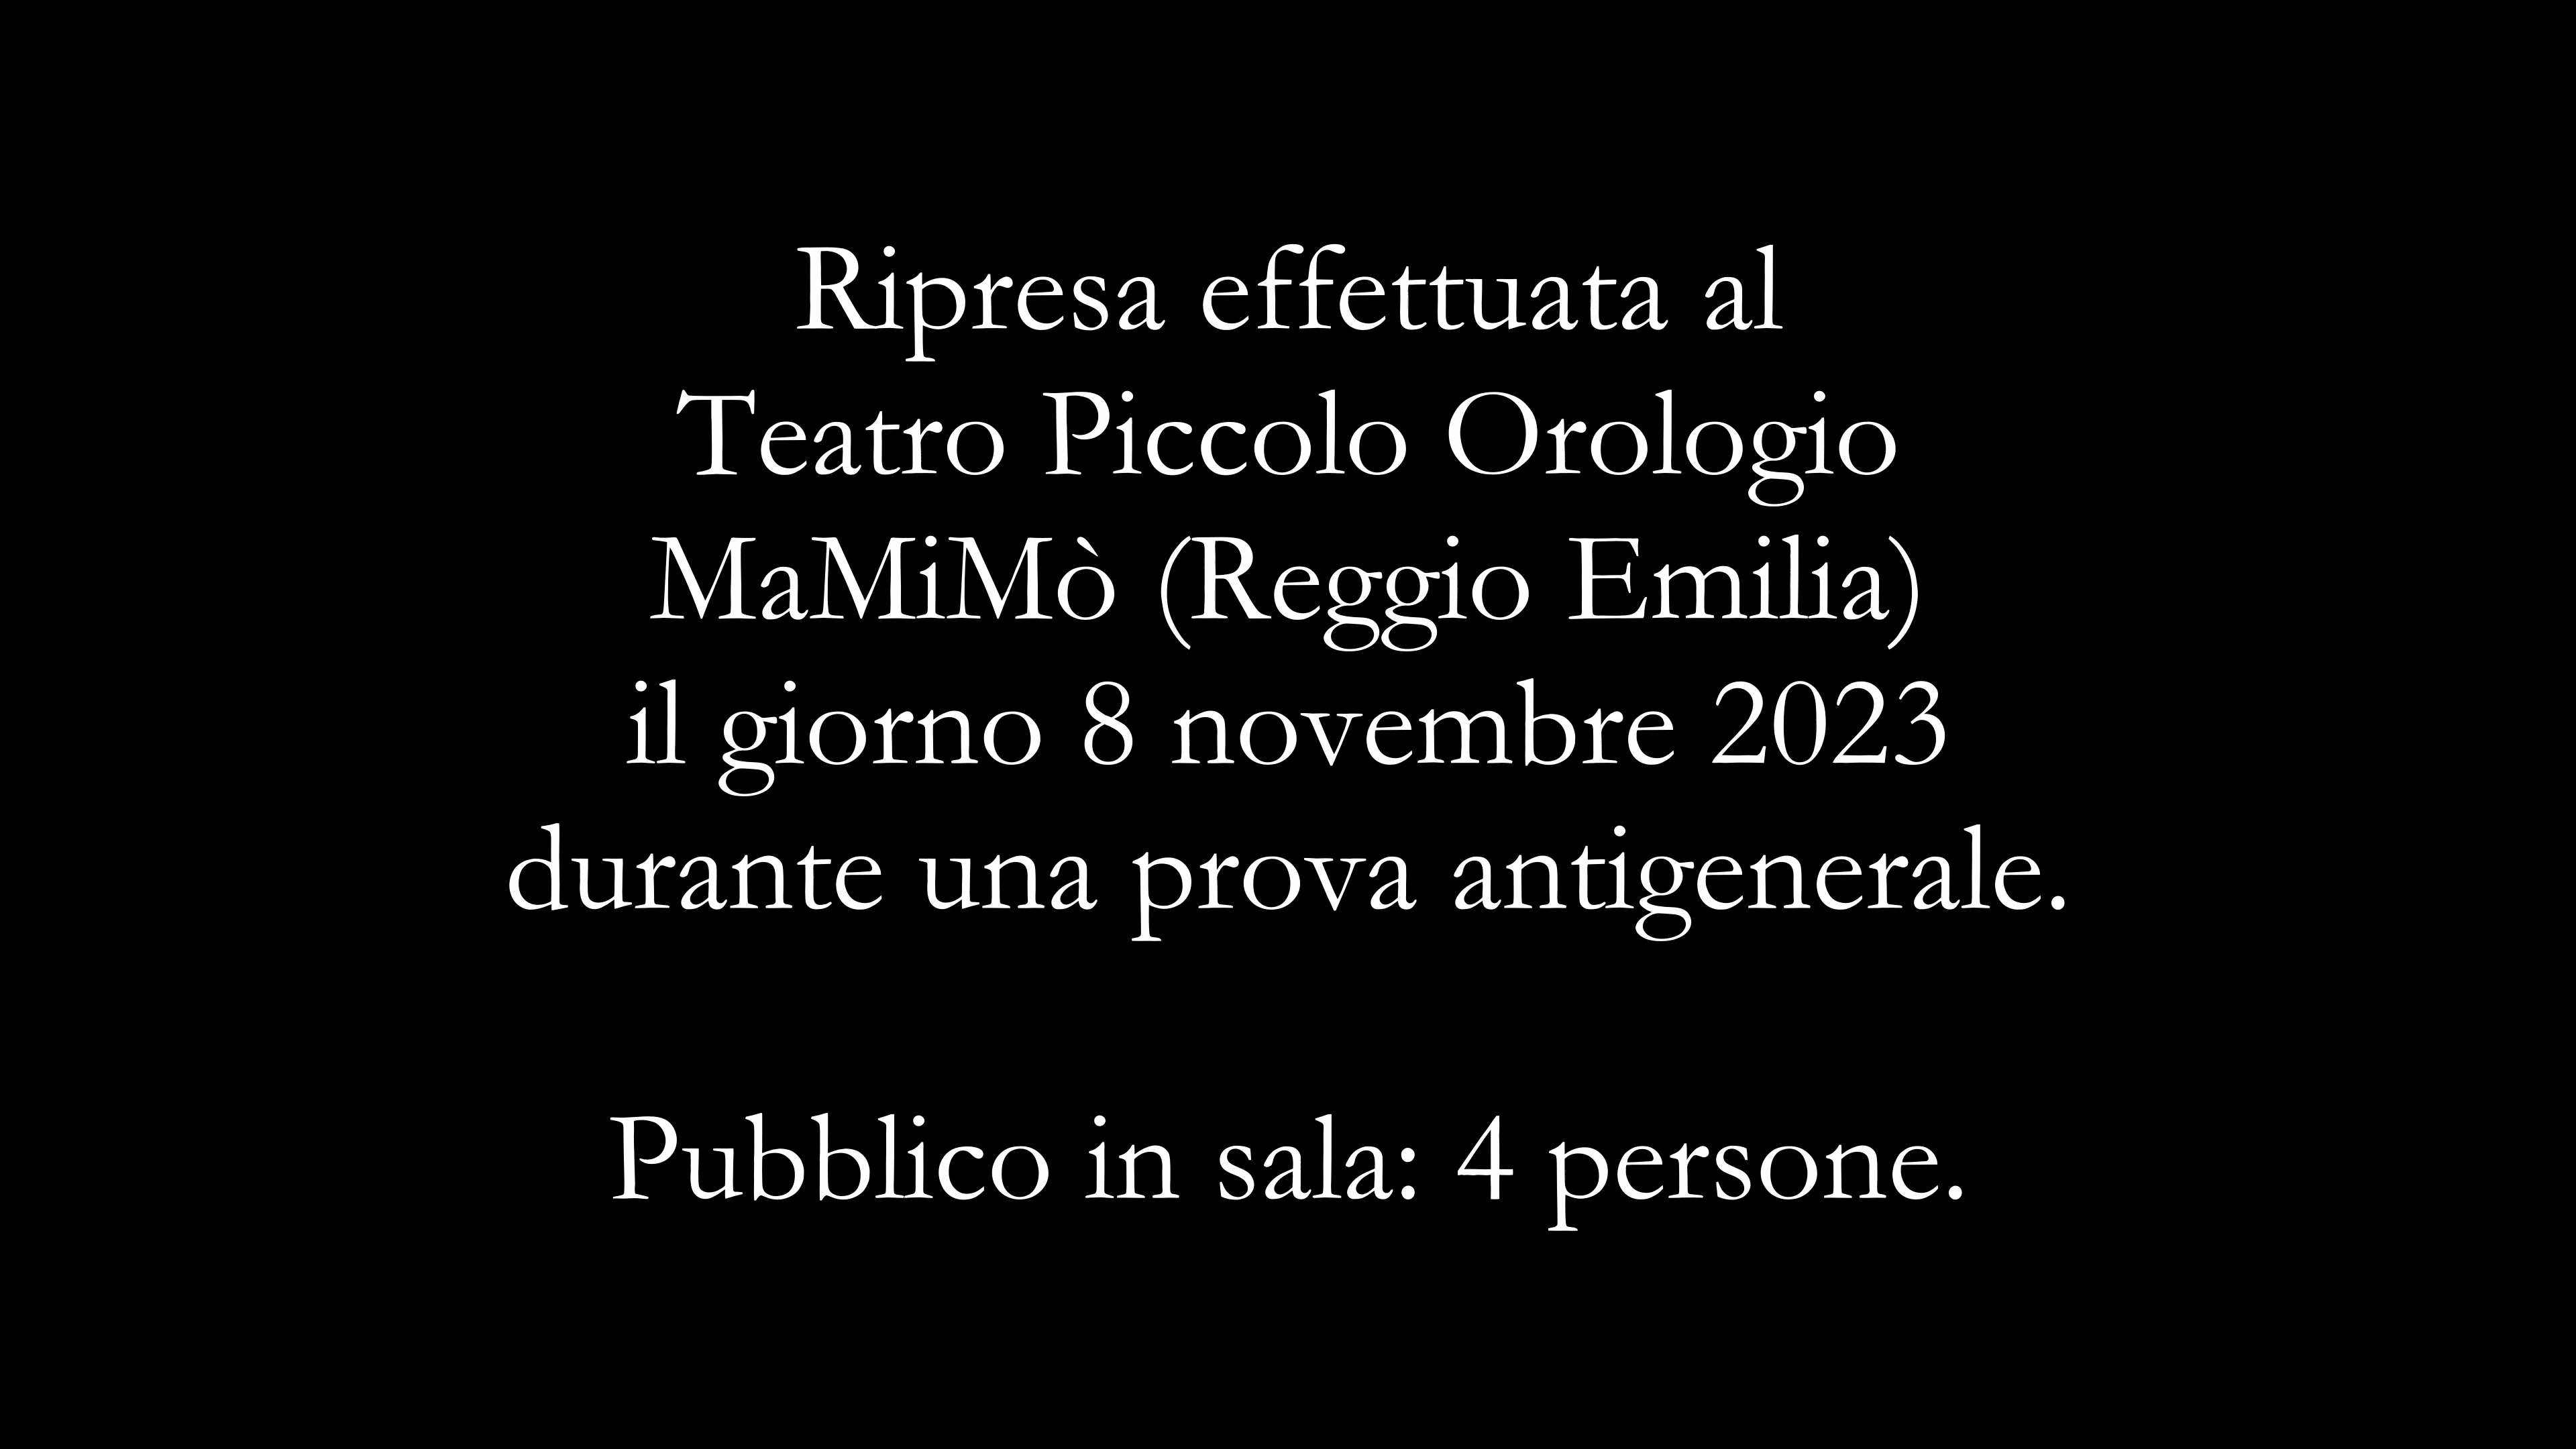 Ripresa effettuata al
Teatro Piccolo Orologio
MaMiMò (Reggio Emilia)
il giorno 8 novembre 2023
durante una prova antigenerale.
Pubblico in sala: 4 persone.